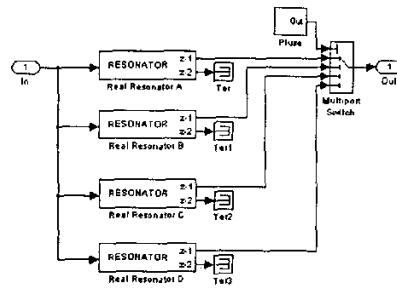 Out
Pluse
1
In
RESONATOR
z-1
z-2
Real Resonator A
Ter
1
Out
Multiport
Switch
RESONATOR
z-1
z-2
Real Resonator B
Ter1
RESONATOR
z-1
z-2
Real Resonator C
Ter2
RESONATOR
z-1
z-2
Real Resonator D
Ter3